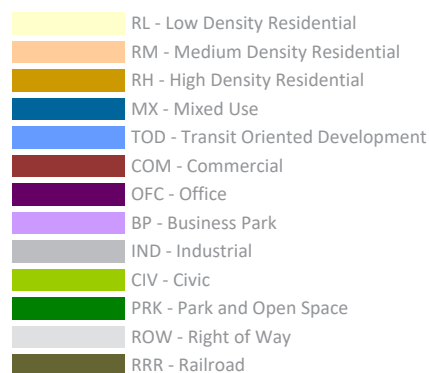 RL - Low Density Residential
RM - Medium Density Residential
RH - High Density Residential
MX - Mixed Use
TOD - Transit Oriented Development
COM - Commercial
OFC - Office
BP - Business Park
IND - Industrial
CIV - Civic
PRK - Park and Open Space
ROW - Right of Way
RRR - Railroad